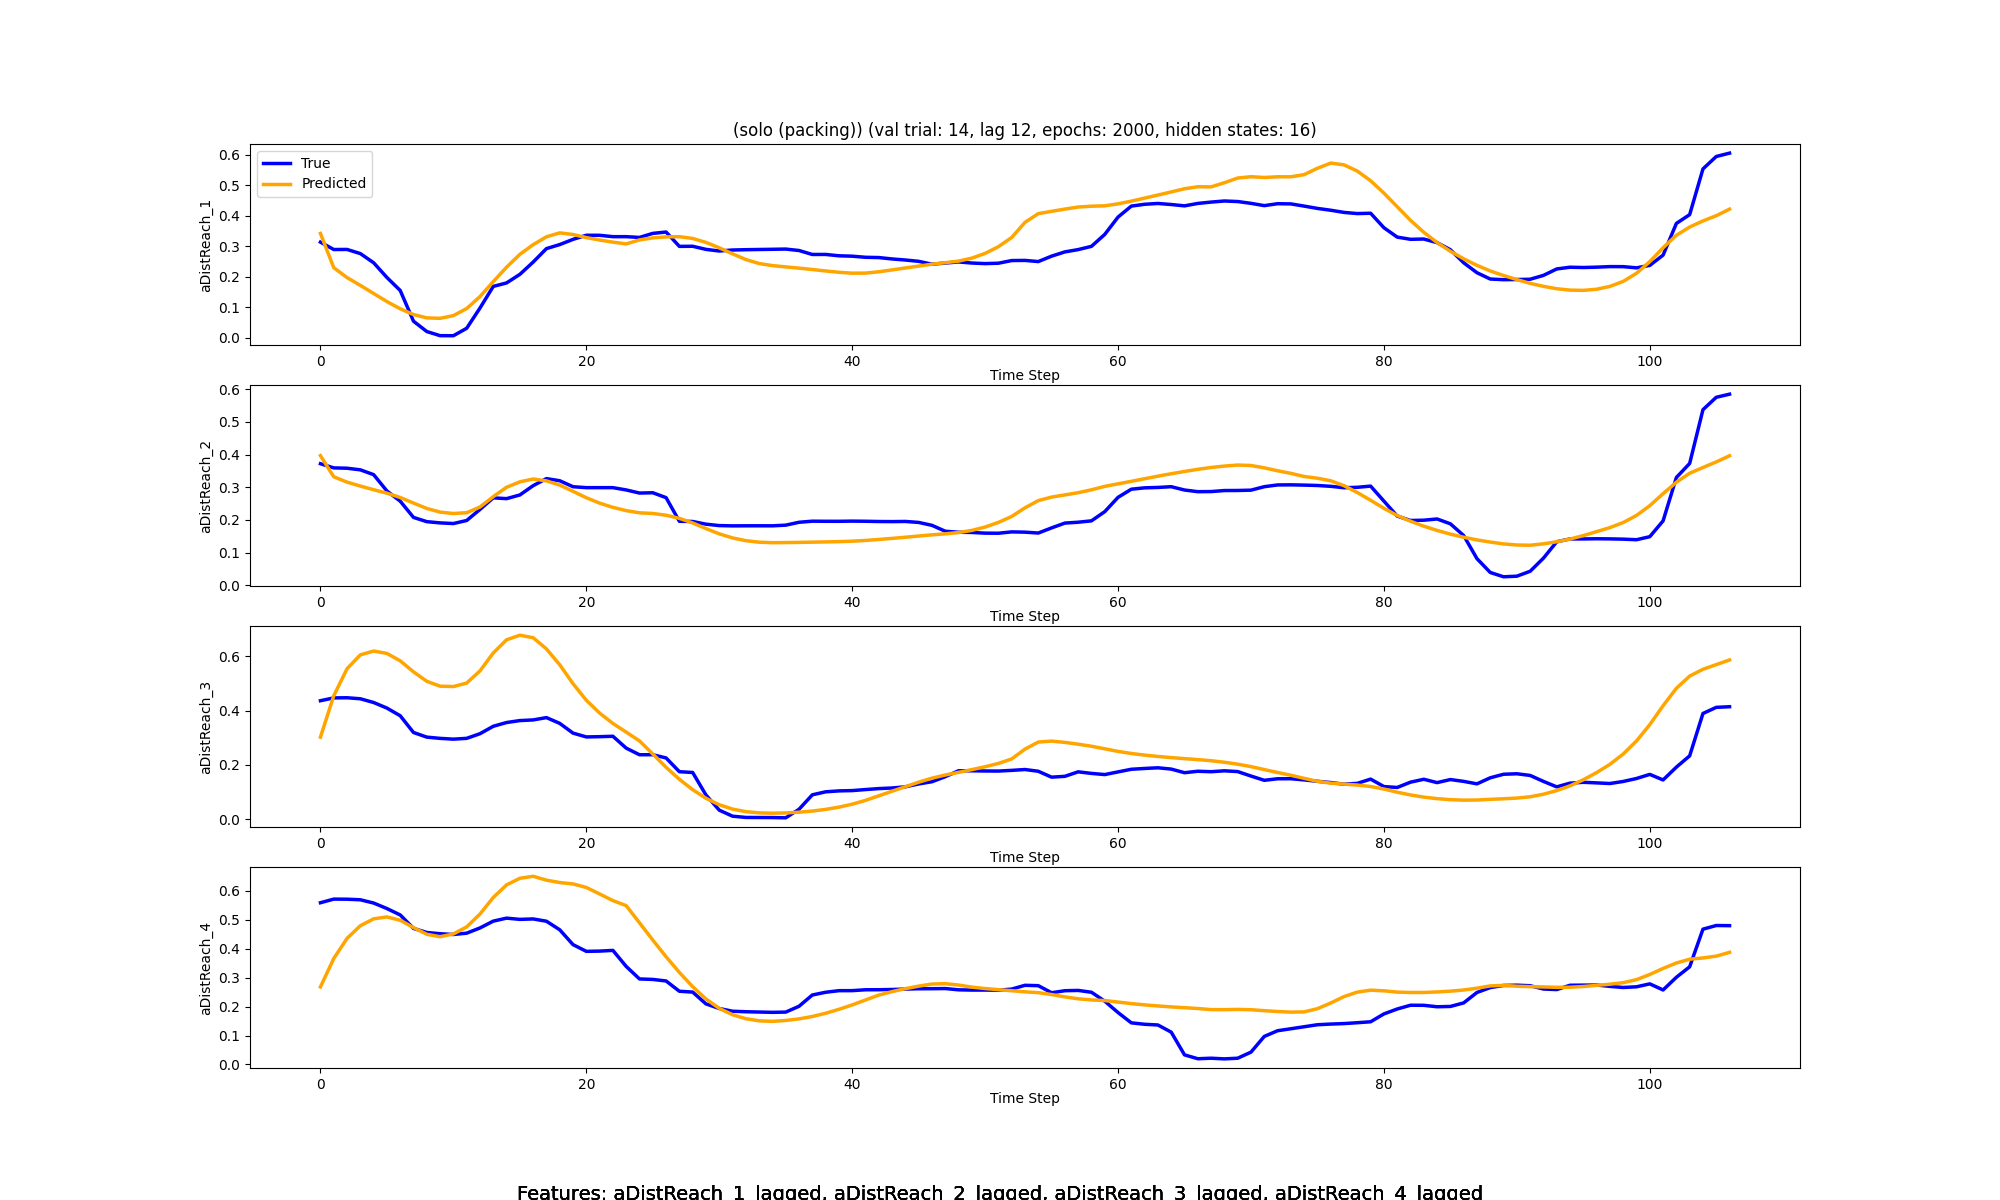 (solo (packing)) (val trial: 14, lag 12, epochs: 2000, hidden states: 16)
True
Predicted
aDistReach_1
0.6
0.5
0.4
0.3
0.2
0.1
0.0
0 20 40 60 80 100
Time Step
aDistReach_2
0.6
0.5
0.4
0.3
0.2
0.1
0.0
0 20 40 60 80 100
Time Step
aDistReach_3
0.6
0.4
0.2
0.0
0 20 40 60 80 100
Time Step
aDistReach_4
0.6
0.5
0.4
0.3
0.2
0.1
0.0
0 20 40 60 80 100
Time Step
Features: aDistReach_1_lagged, aDistReach_2_lagged, aDistReach_3_lagged, aDistReach_4_lagged